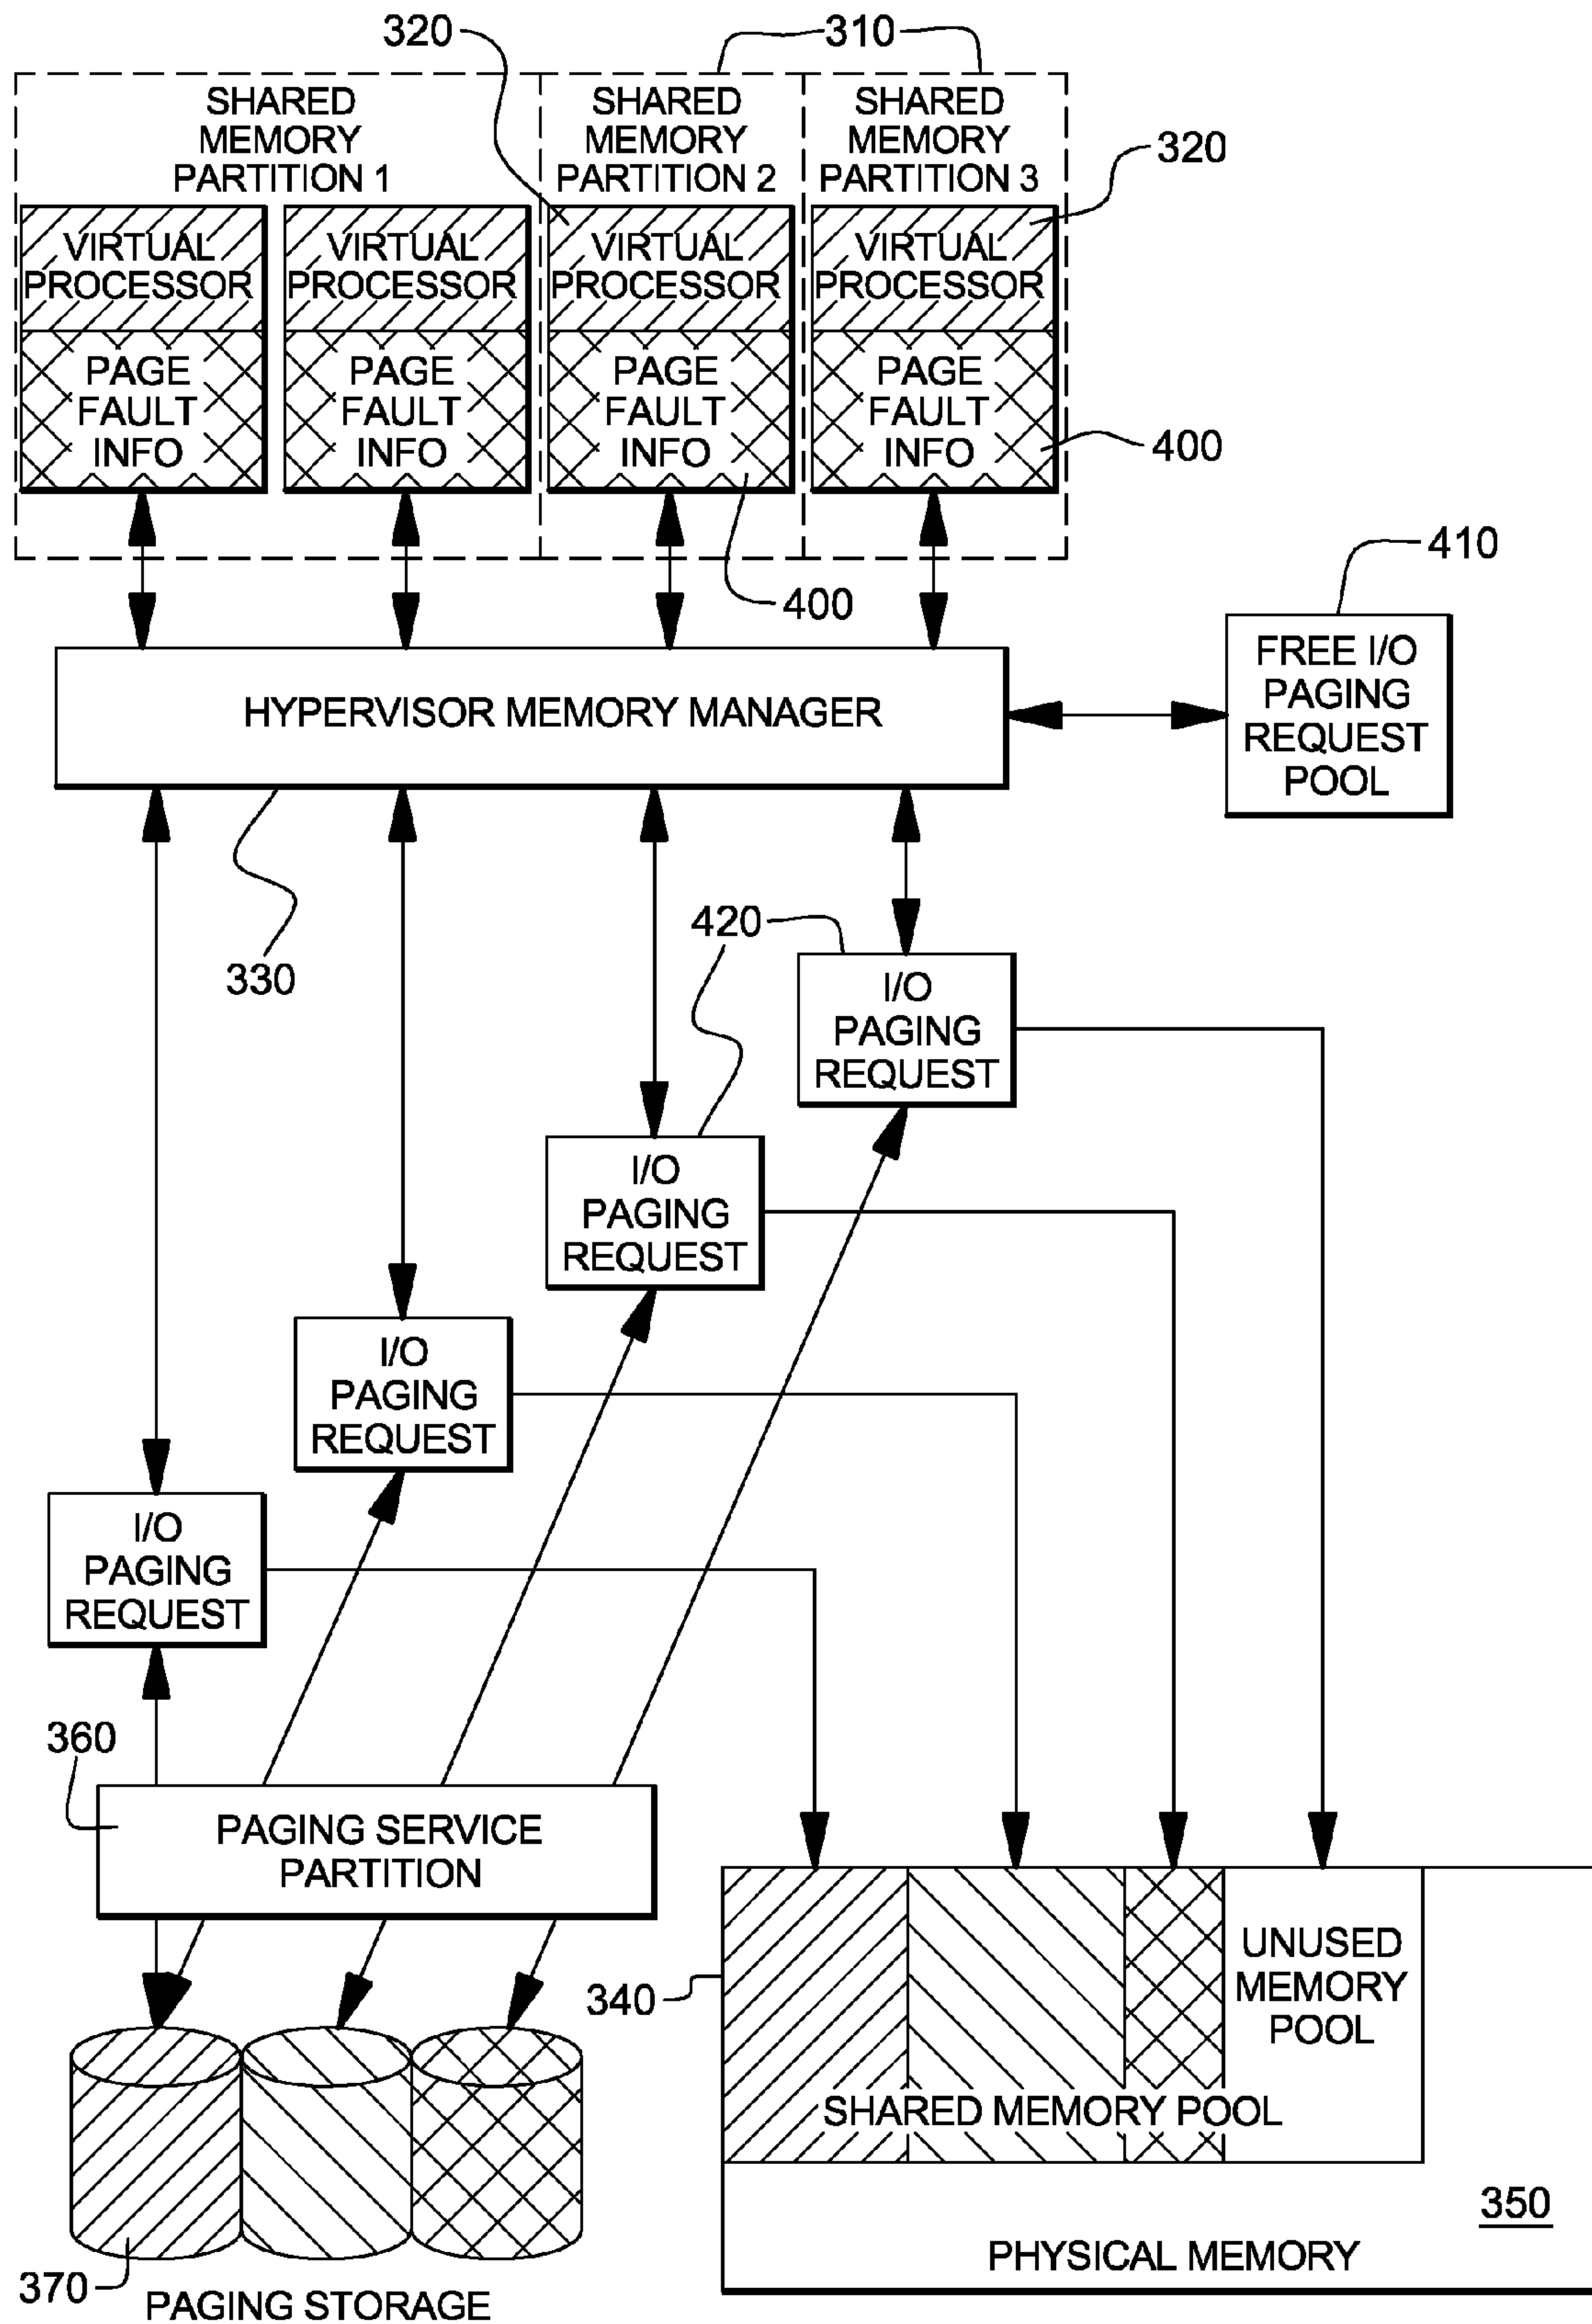 320
310
SHARED
MEMORY
PARTITION 1
SHARED
MEMORY
PARTITION 2
SHARED
MEMORY
PARTITION 3
320
VIRTUAL
PROCESSOR
VIRTUAL
PROCESSOR
VIRTUAL
PROCESSOR
VIRTUAL
PROCESSOR
PAGE
FAULT
INFO
PAGE
FAULT
INFO
PAGE
FAULT
INFO
PAGE
FAULT
INFO
400
400
410
HYPERVISOR MEMORY MANAGER
FREE I/O
PAGING
REQUEST
POOL
330
420
I/O
PAGING
REQUEST
I/O
PAGING
REQUEST
I/O
PAGING
REQUEST
I/O
PAGING
REQUEST
360
PAGING SERVICE
PARTITION
340
UNUSED
MEMORY
POOL
SHARED MEMORY POOL
350
PHYSICAL MEMORY
370
PAGING STORAGE